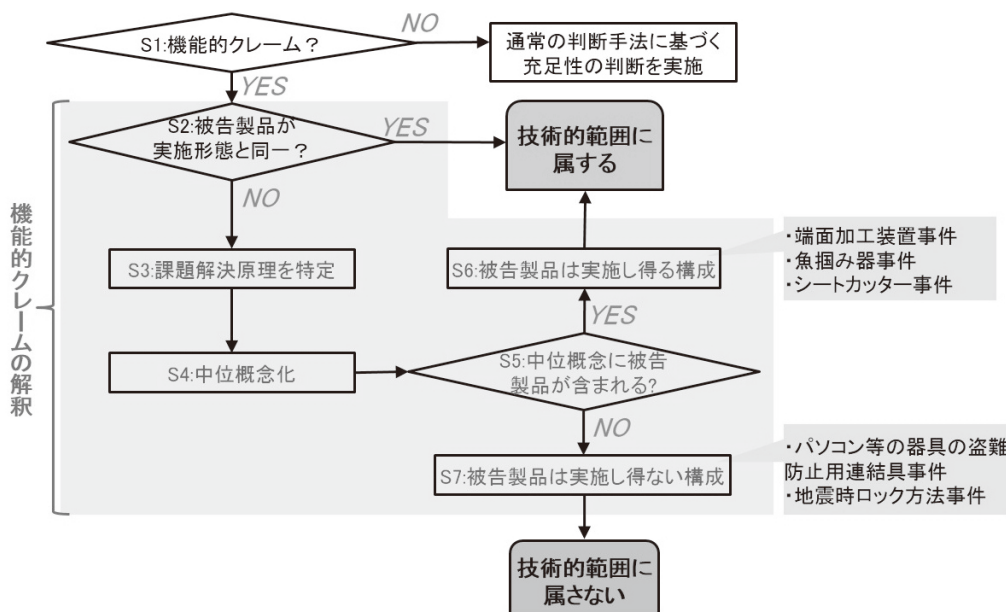 S1:機能的クレーム?
NO
通常の判断手法に基づく
充足性の判断を実施
YES
S2:被告製品が
実施形態と同一?
YES
技術的範囲に
属する
NO
機能的クレームの解釈
S3:課題解決原理を特定
S6:被告製品は実施し得る構成
・端面加工装置事件
・魚掴み器事件
・シートカッター事件
YES
S4:中位概念化
S5:中位概念に被告
製品が含まれる?
NO
S7:被告製品は実施し得ない構成
・パソコン等の器具の盗難
防止用連結具事件
・地震時ロック方法事件
技術的範囲に
属さない